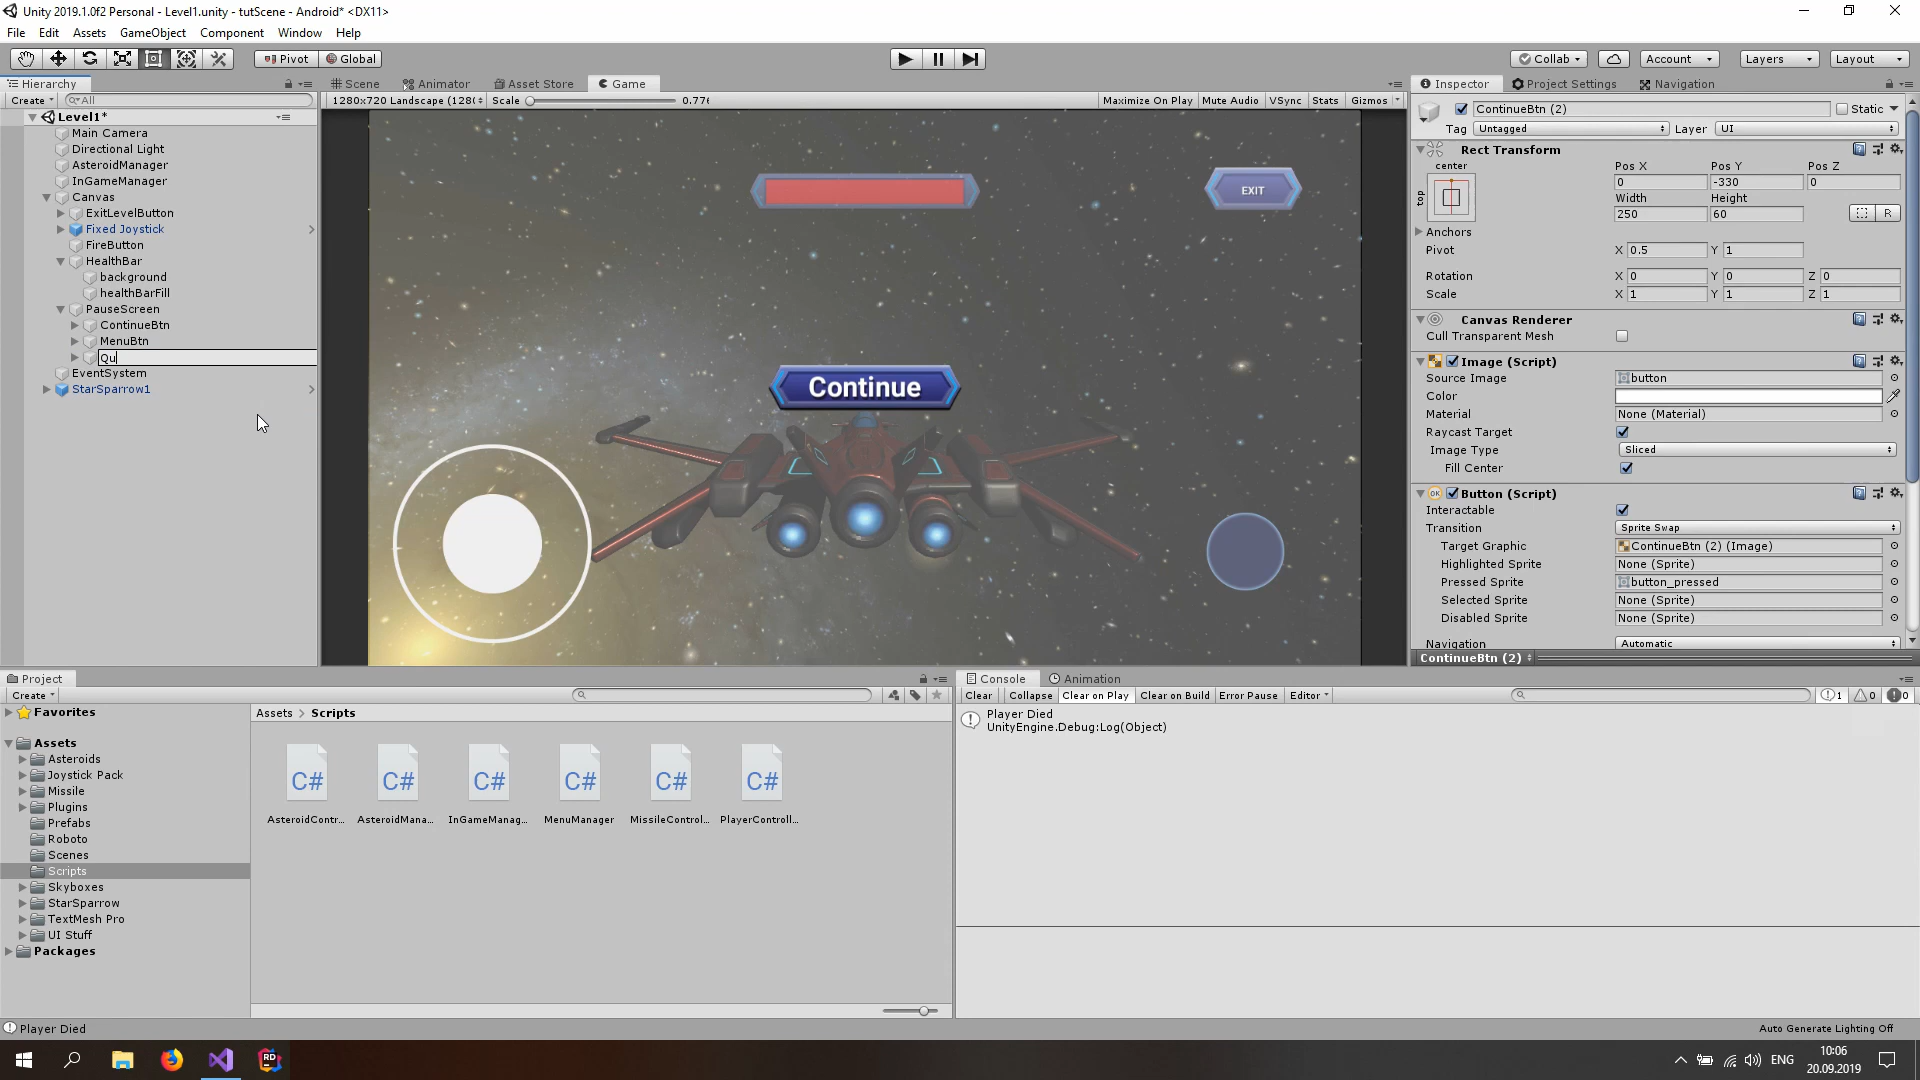 Unity 2019.1.0f2 Personal - Level1.unity - tutScene - Android* <DX11>
File Edit Assets GameObject Component Window Help
Pivot Global Collab Account Layers Layout
Hierarchy Scene Animator Asset Store Game Inspector Project Settings Navigation
Create All 1280x720 Landscape (128( Scale 0.77 Maximize On Play Mute Audio VSync Stats Gizmos
ContinueBtn (2) Static
Tag Untagged Layer UI
Level1*
Main Camera
Directional Light
AsteroidManager
InGameManager
Canvas
ExitLevelButton
Fixed Joystick
FireButton
HealthBar
background
healthBarFill
PauseScreen
ContinueBtn
MenuBtn
Qu
EventSystem
StarSparrow1
EXIT
Continue
Rect Transform
center
top
Pos X Pos Y Pos Z
0 -330 0
Width Height
250 60
R
Anchors
Pivot X 0.5 Y 1
Rotation X 0 Y 0 Z 0
Scale X 1 Y 1 Z 1
Canvas Renderer
Cull Transparent Mesh
Image (Script)
Source Image button
Color
Material None (Material)
Raycast Target
Image Type Sliced
Fill Center
OK Button (Script)
Interactable
Transition Sprite Swap
Target Graphic ContinueBtn (2) (Image)
Highlighted Sprite None (Sprite)
Pressed Sprite button_pressed
Selected Sprite None (Sprite)
Disabled Sprite None (Sprite)
Navigation Automatic
ContinueBtn (2)
Project
Create
Favorites
Assets
Asteroids
Joystick Pack
Missile
Plugins
Prefabs
Roboto
Scenes
Scripts
Skyboxes
StarSparrow
TextMesh Pro
UI Stuff
Packages
Assets > Scripts
C# C# C# C# C# C#
AsteroidContr... AsteroidMana... InGameManag... MenuManager MissileControl... PlayerControll...
Console Animation
Clear Collapse Clear on Play Clear on Build Error Pause Editor 1 0 0
Player Died
UnityEngine.Debug:Log(Object)
Player Died
Auto Generate Lighting Off
RD
ENG
10:06
20.09.2019